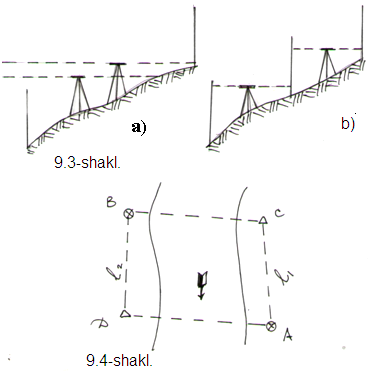 a)
b)
9.3-shakl.
B
C
l₂
l₁
D
A
9.4-shakl.